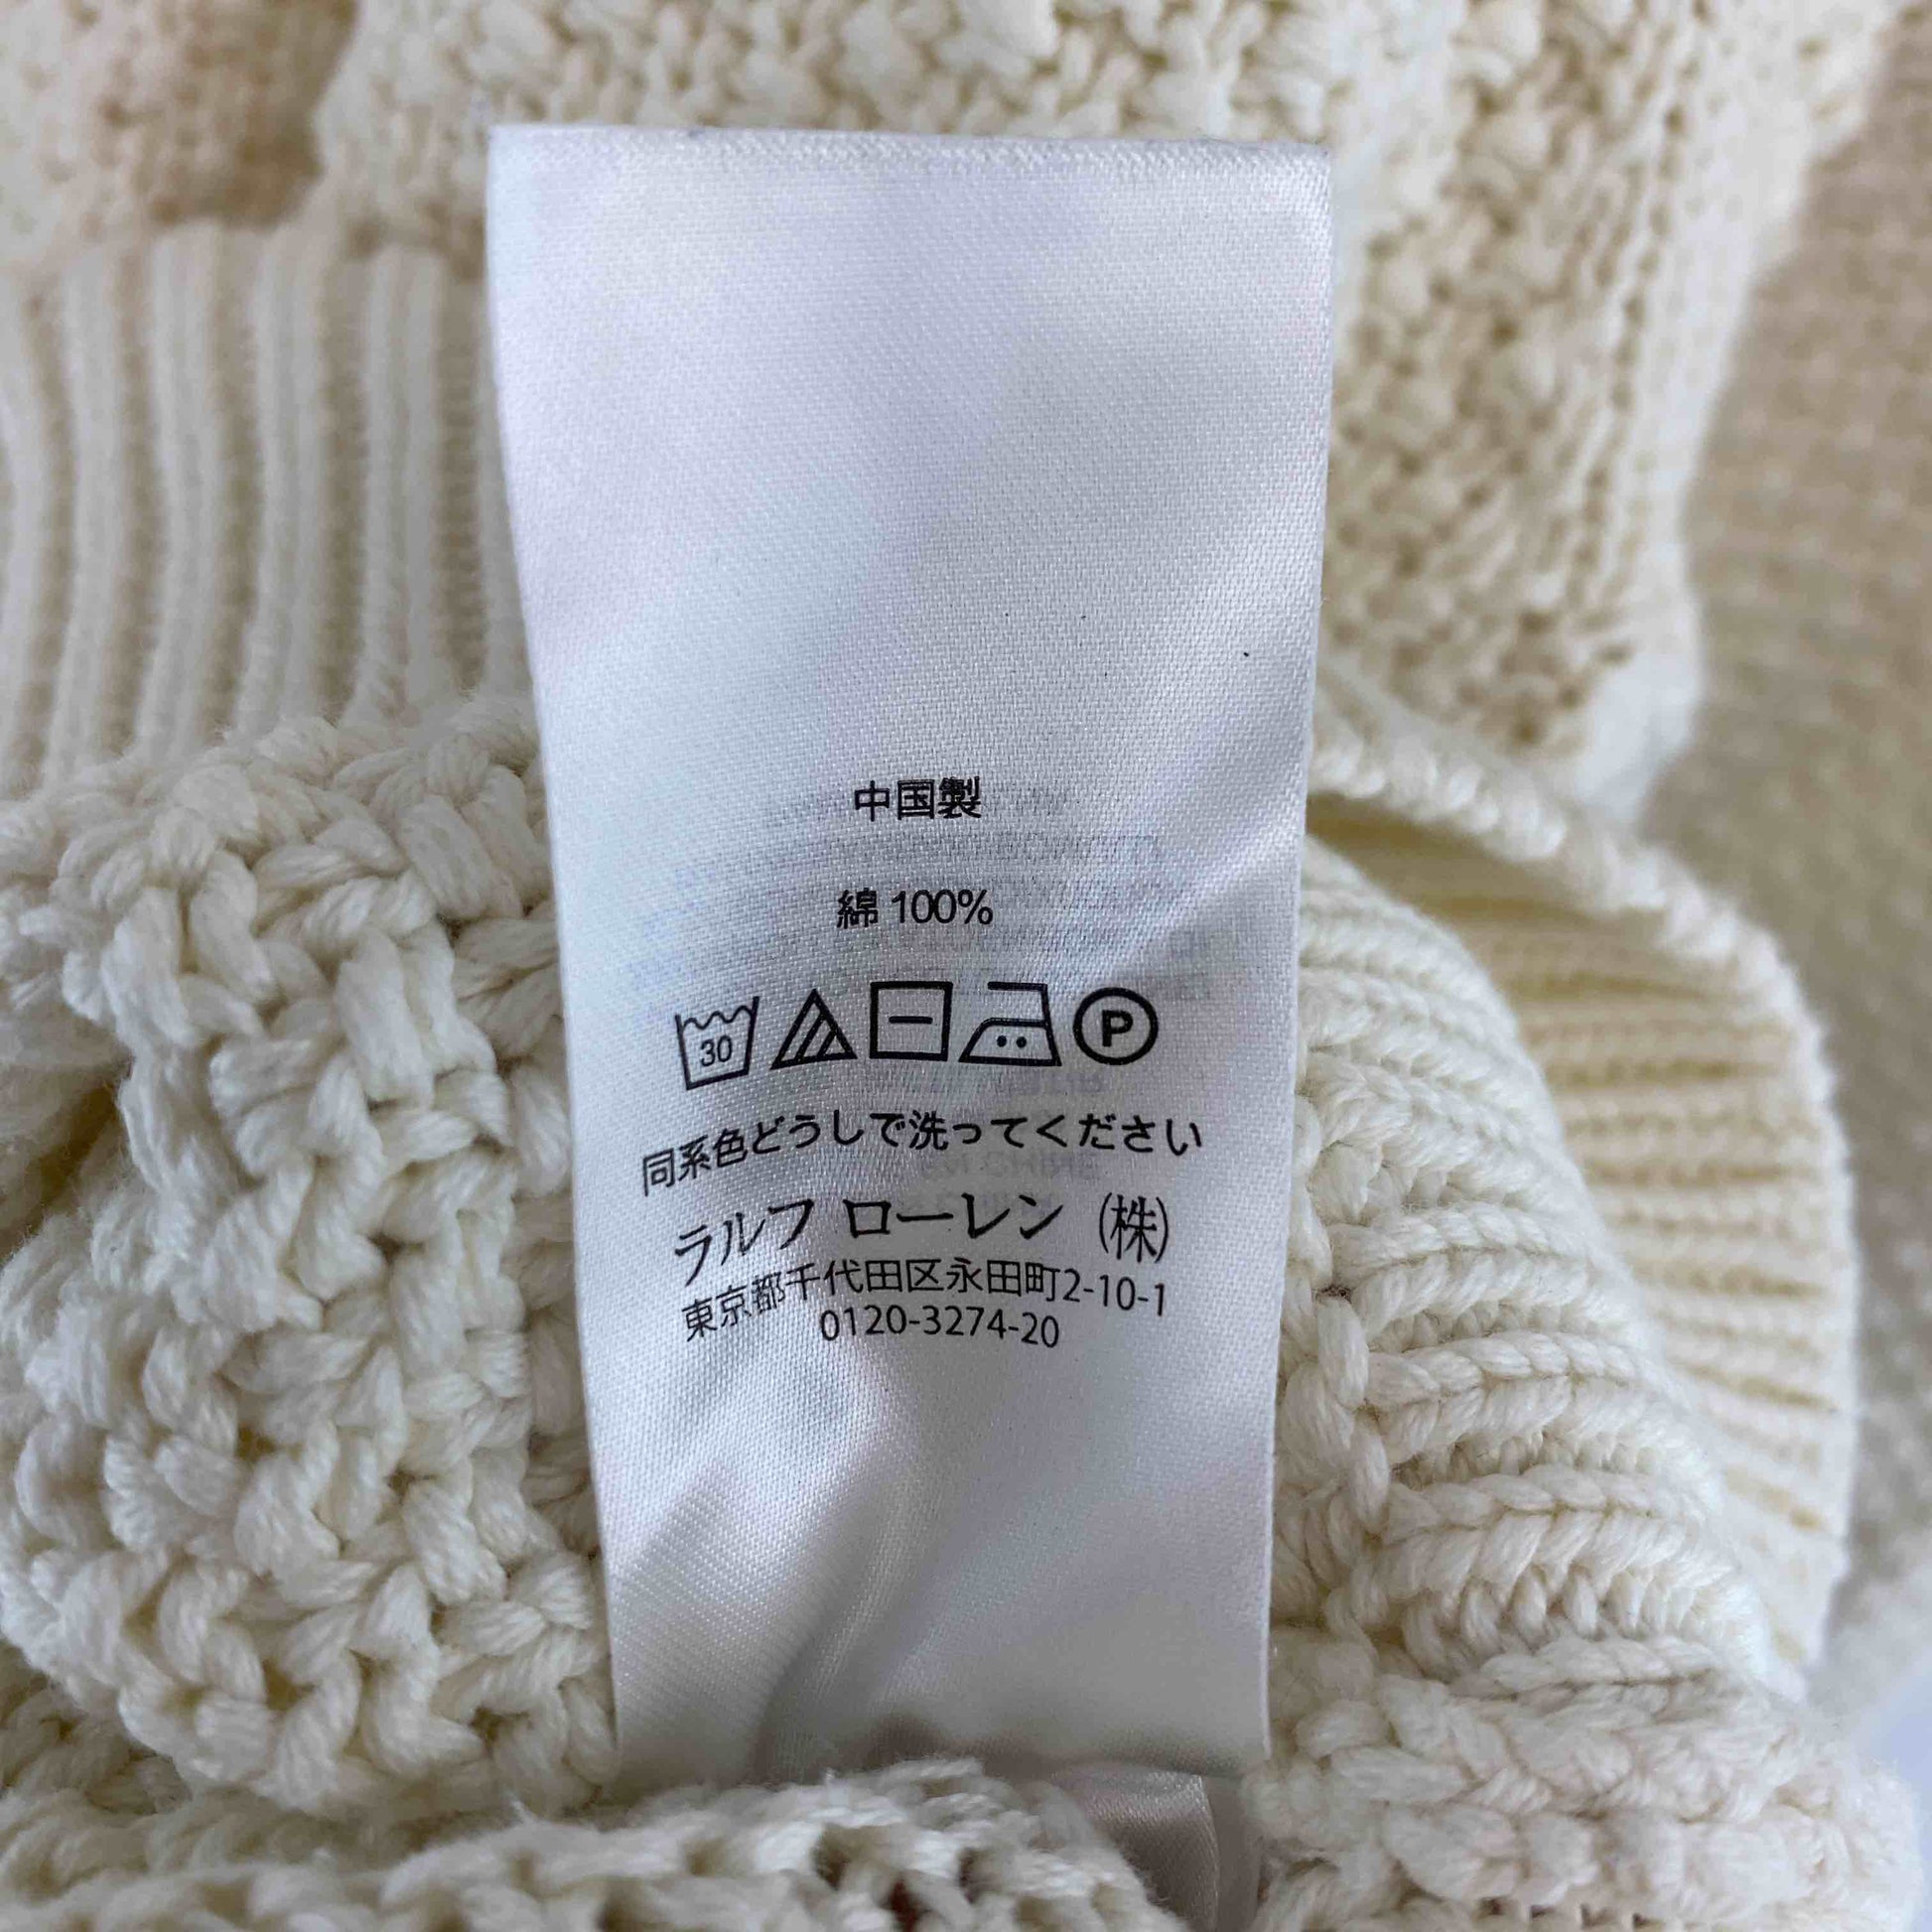 中国製
綿 100%
30 P
同系色どうしで洗ってください
ラルフ ローレン (株)
東京都千代田区永田町2-10-1
0120-3274-20